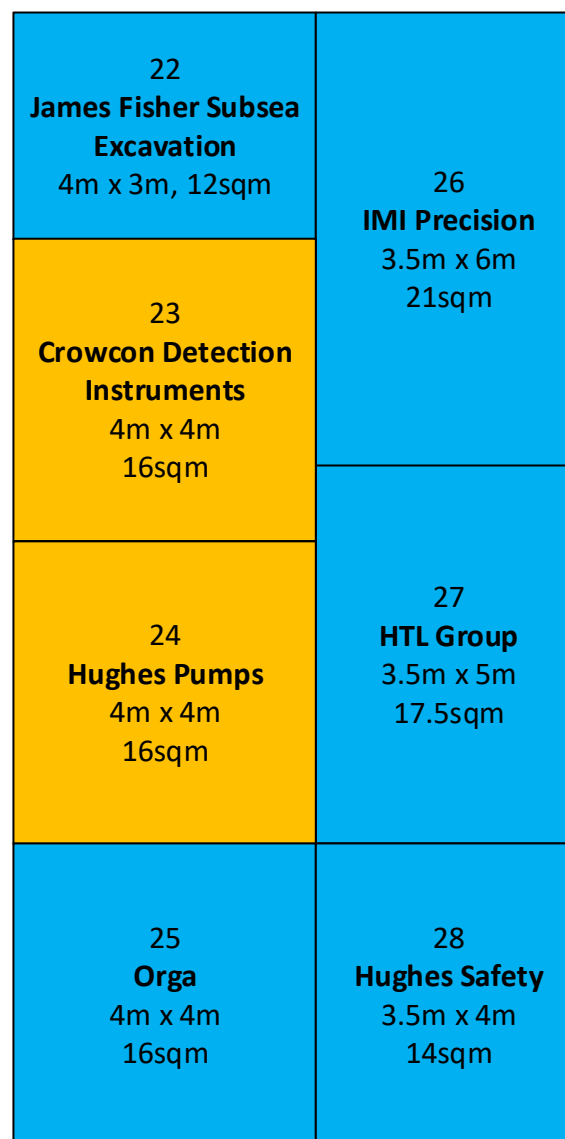 22
James Fisher Subsea
Excavation
4m x 3m, 12sqm
23
Crowcon Detection
Instruments
4m x 4m
16sqm
24
Hughes Pumps
4m x 4m
16sqm
25
Orga
4m x 4m
16sqm
26
IMI Precision
3.5m x 6m
21sqm
27
HTL Group
3.5m x 5m
17.5sqm
28
Hughes Safety
3.5m x 4m
14sqm